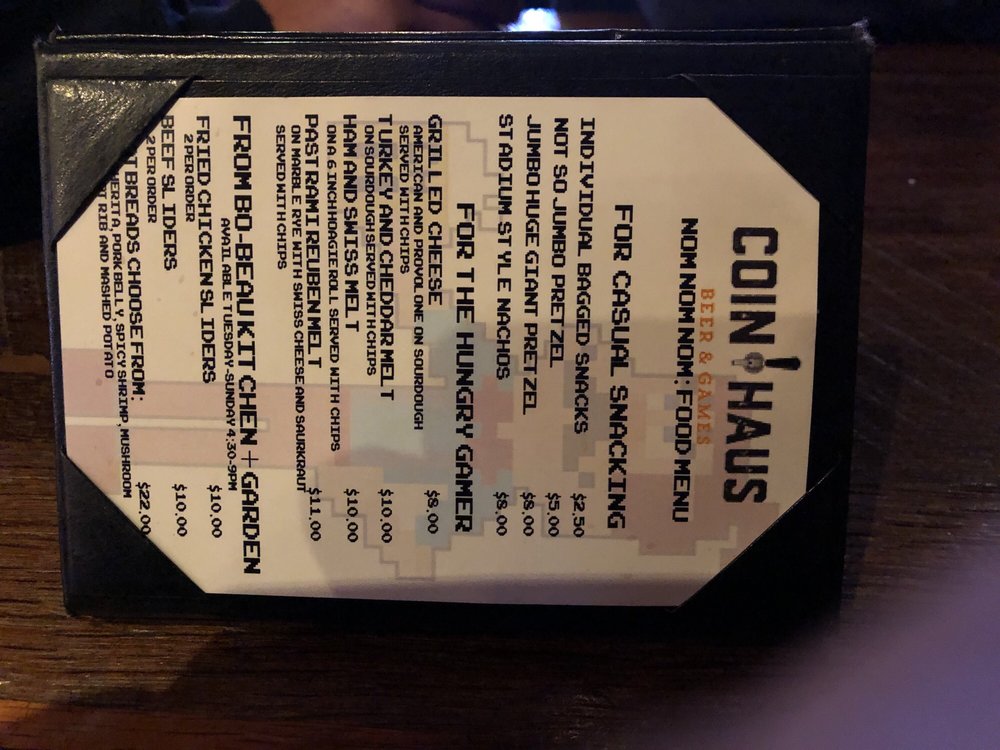 COIN HAUS
BEER & GAMES
NOM NOM NOM: FOOD MENU
FOR CASUAL SNACKING
INDIVIDUAL BAGGED SNACKS $2.50
NOT SO JUMBO PRETZEL $5.00
JUMBO HUGE GIANT PRETZEL $8.00
STADIUM STYLE NACHOS $8.00
FOR THE HUNGRY GAMER
GRILLED CHEESE $8.00
AMERICAN AND PROVOLONE ON SOURDOUGH
SERVED WITH CHIPS
TURKEY AND CHEDDAR MELT $10.00
ON SOURDOUGH SERVED WITH CHIPS
HAM AND SWISS MELT $10.00
ON A 6 INCH HOAGIE ROLL SERVED WITH CHIPS
PASTRAMI REUBEN MELT $11.00
ON MARBLE RYE WITH SWISS CHEESE AND SAURKRAUT
SERVED WITH CHIPS
FROM BO-BEAU KITCHEN + GARDEN
AVAILABLE TUESDAY-SUNDAY 4:30-9PM
FRIED CHICKEN SLIDERS $10.00
2 PER ORDER
BEEF SLIDERS $10.00
2 PER ORDER
BREADS CHOOSE FROM: $22.00
PORK BELLY, SPICY SHRIMP, MUSHROOM
RIB AND MASHED POTATO